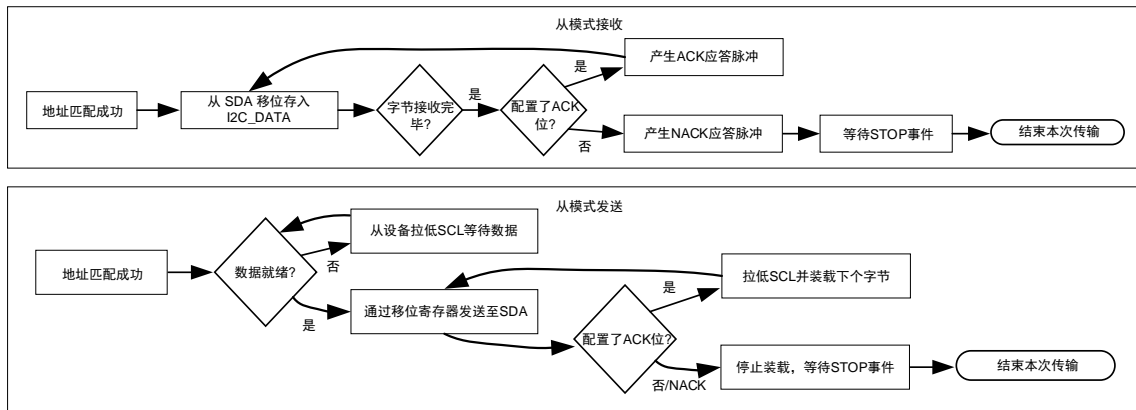 从模式接收
地址匹配成功
从 SDA 移位存入
I2C_DATA
字节接收完
毕?
是
配置了ACK
位?
是
产生ACK应答脉冲
否
产生NACK应答脉冲
等待STOP事件
结束本次传输
从模式发送
地址匹配成功
数据就绪?
否
从设备拉低SCL等待数据
是
通过移位寄存器发送至SDA
配置了ACK位?
是
拉低SCL并装载下个字节
否/NACK
停止装载，等待STOP事件
结束本次传输